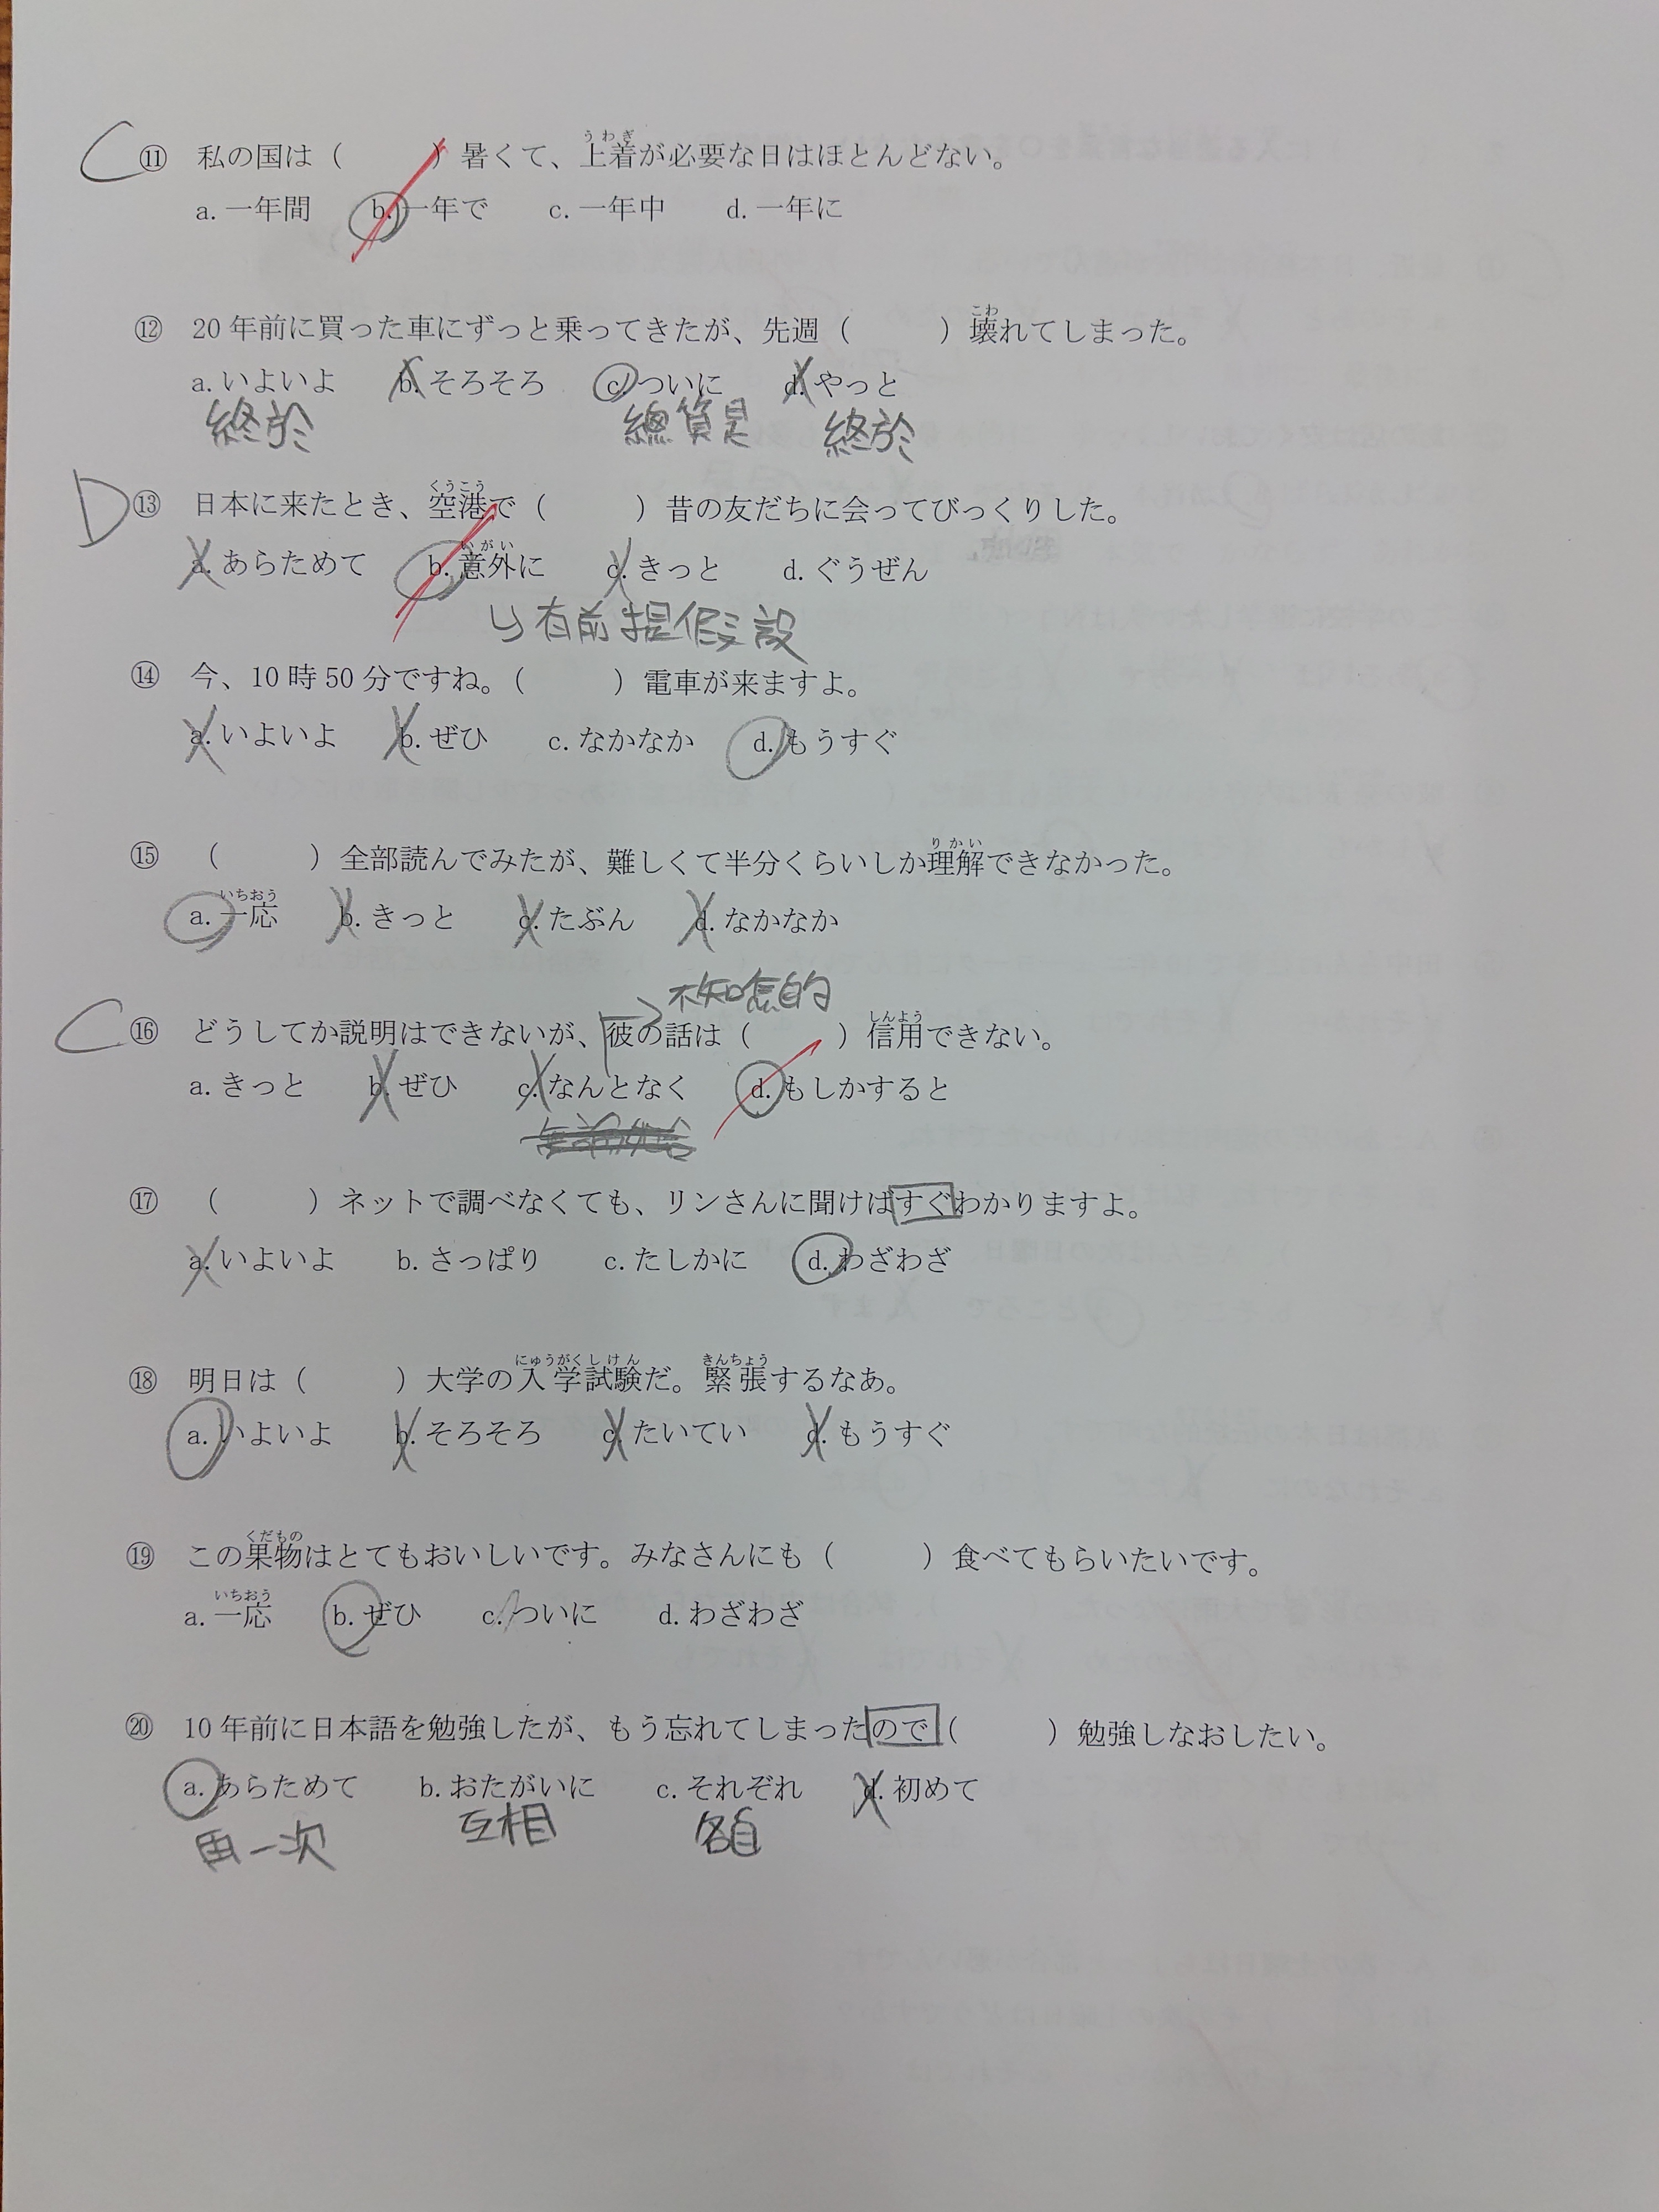 C ⑪ 私の国は（　　　）暑くて、上着が必要な日はほとんどない。
うわぎ
a. 一年間　b. 一年で　c. 一年中　d. 一年に
⑫ 20年前に買った車にずっと乗ってきたが、先週（　　　）壊れてしまった。
こわ
a. いよいよ　b. そろそろ　c. ついに　d. やっと
終於　總算是　終於
D ⑬ 日本に来たとき、空港で（　　　）昔の友だちに会ってびっくりした。
くうこう
a. あらためて　b. 意外に　c. きっと　d. ぐうぜん
いがい
有前提假設
⑭ 今、10時50分ですね。（　　　）電車が来ますよ。
a. いよいよ　b. ぜひ　c. なかなか　d. もうすぐ
⑮ （　　　）全部読んでみたが、難しくて半分くらいしか理解できなかった。
りかい
a. 一応　b. きっと　c. たぶん　d. なかなか
いちおう
不知怎的
C ⑯ どうしてか説明はできないが、彼の話は（　　　）信用できない。
しんよう
a. きっと　b. ぜひ　c. なんとなく　d. もしかすると
⑰ （　　　）ネットで調べなくても、リンさんに聞けばすぐわかりますよ。
a. いよいよ　b. さっぱり　c. たしかに　d. わざわざ
⑱ 明日は（　　　）大学の入学試験だ。緊張するなあ。
にゅうがくしけん　きんちょう
a. いよいよ　b. そろそろ　c. たいてい　d. もうすぐ
⑲ この果物はとてもおいしいです。みなさんにも（　　　）食べてもらいたいです。
くだもの
a. 一応　b. ぜひ　c. ついに　d. わざわざ
いちおう
⑳ 10年前に日本語を勉強したが、もう忘れてしまったので（　　　）勉強しなおしたい。
a. あらためて　b. おたがいに　c. それぞれ　d. 初めて
再一次　互相　各自